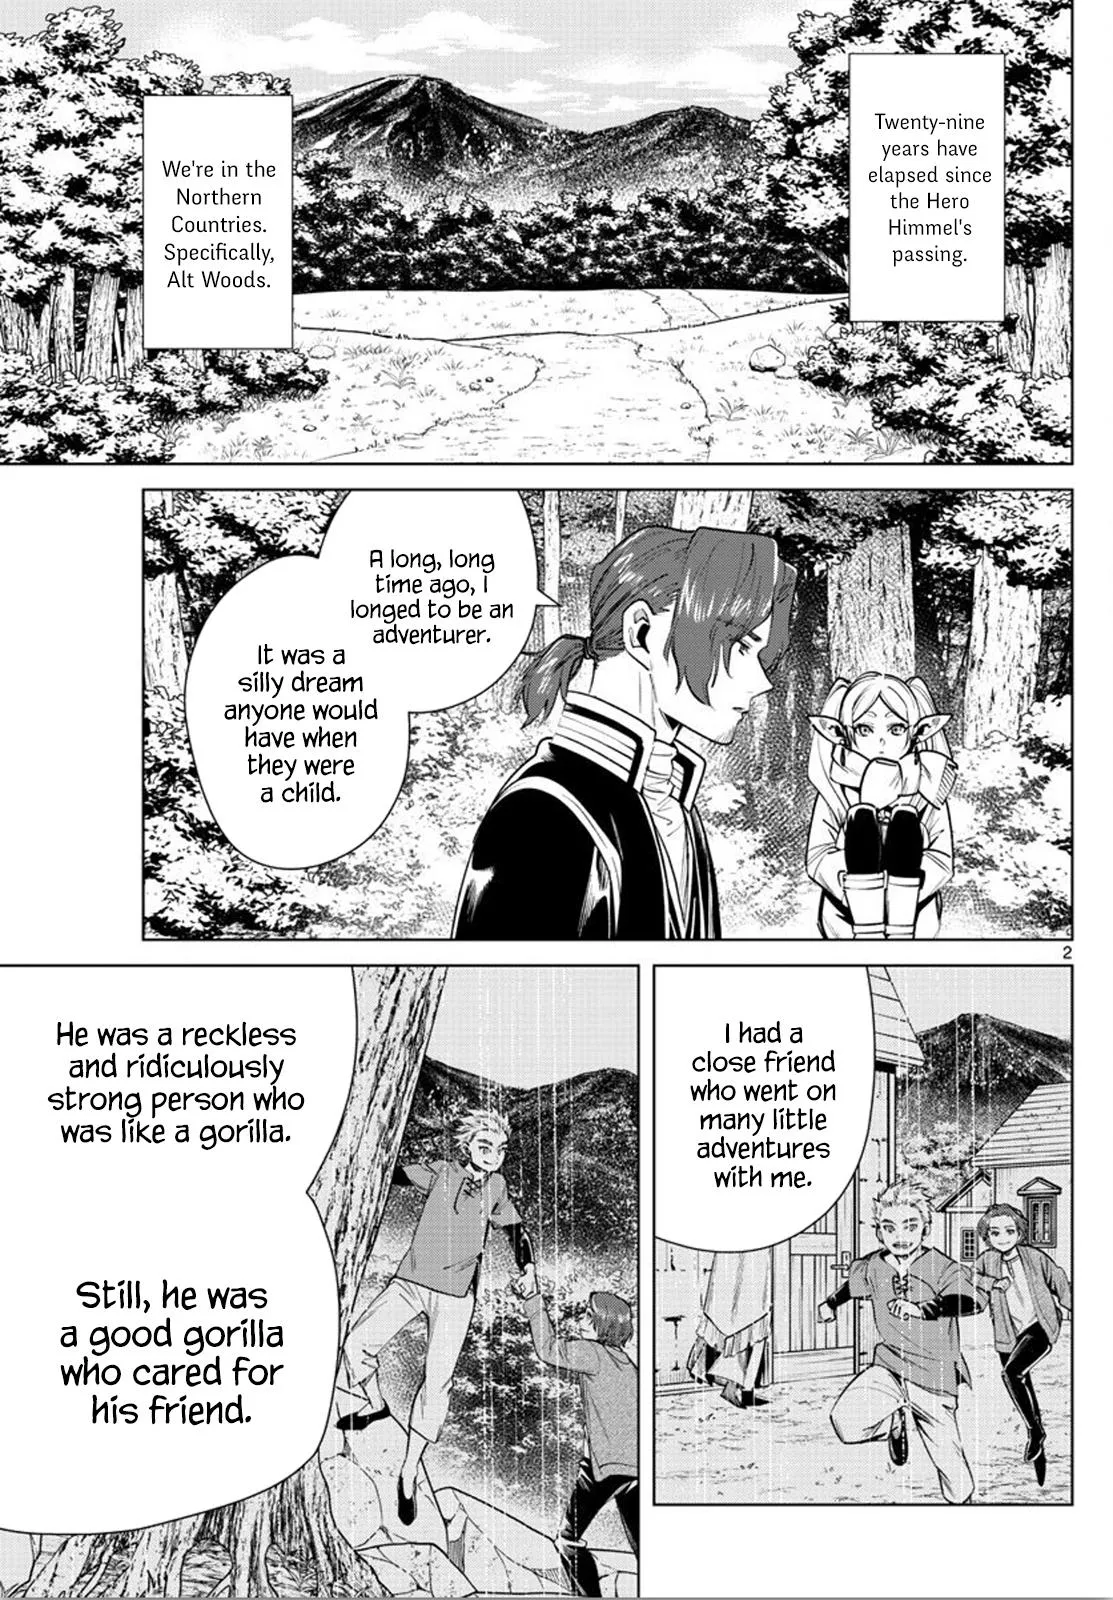 Twenty-nine
years have
elapsed since
the Hero
Himmel's
passing.
We're in the
Northern
Countries.
Specifically,
Alt Woods.
A long, long
time ago, I
longed to be an
adventurer.
It was a
silly dream
anyone would
have when
they were
a child.
2
I had a
close friend
who went on
many little
adventures
with me.
He was a reckless
and ridiculously
strong person who
was like a gorilla.
Still, he was
a good gorilla
who cared for
his friend.